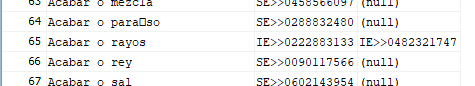 63 Acabar o mezcla SE>>0458566097 (null)
64 Acabar o para□so SE>>0288832480 (null)
65 Acabar o rayos IE>>0222883133 IE>>0482321747
66 Acabar o rey SE>>0090117566 (null)
67 Acabar o sal SE>>0602143954 (null)